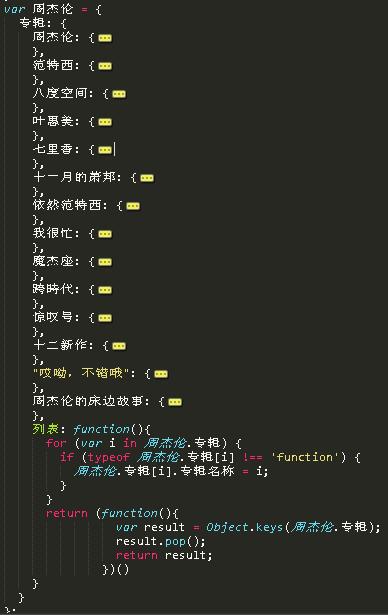 var 周杰伦 = {
专辑: {
周杰伦: {
},
范特西: {
},
八度空间: {
},
叶惠美: {
},
七里香: {
},
十一月的萧邦: {
},
依然范特西: {
},
我很忙: {
},
魔杰座: {
},
跨時代: {
},
惊叹号: {
},
十二新作: {
},
"哎呦，不错哦": {
},
周杰伦的床边故事: {
},
列表: function(){
for (var i in 周杰伦.专辑) {
if (typeof 周杰伦.专辑[i] !== 'function') {
周杰伦.专辑[i].专辑名称 = i;
}
}
return (function(){
var result = Object.keys(周杰伦.专辑);
result.pop();
return result;
})()
}
}
};